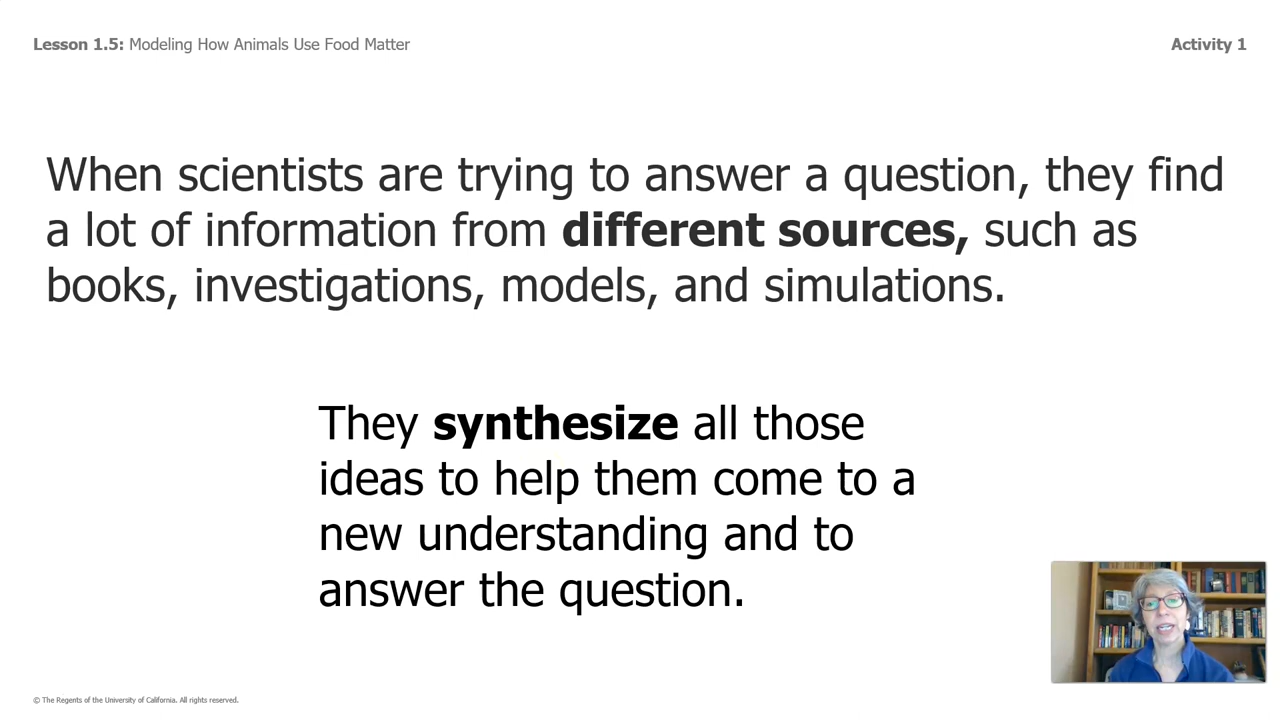 Lesson 1.5: Modeling How Animals Use Food Matter
Activity 1
When scientists are trying to answer a question, they find
a lot of information from different sources, such as
books, investigations, models, and simulations.
They synthesize all those
ideas to help them come to a
new understanding and to
answer the question.
© The Regents of the University of California. All rights reserved.